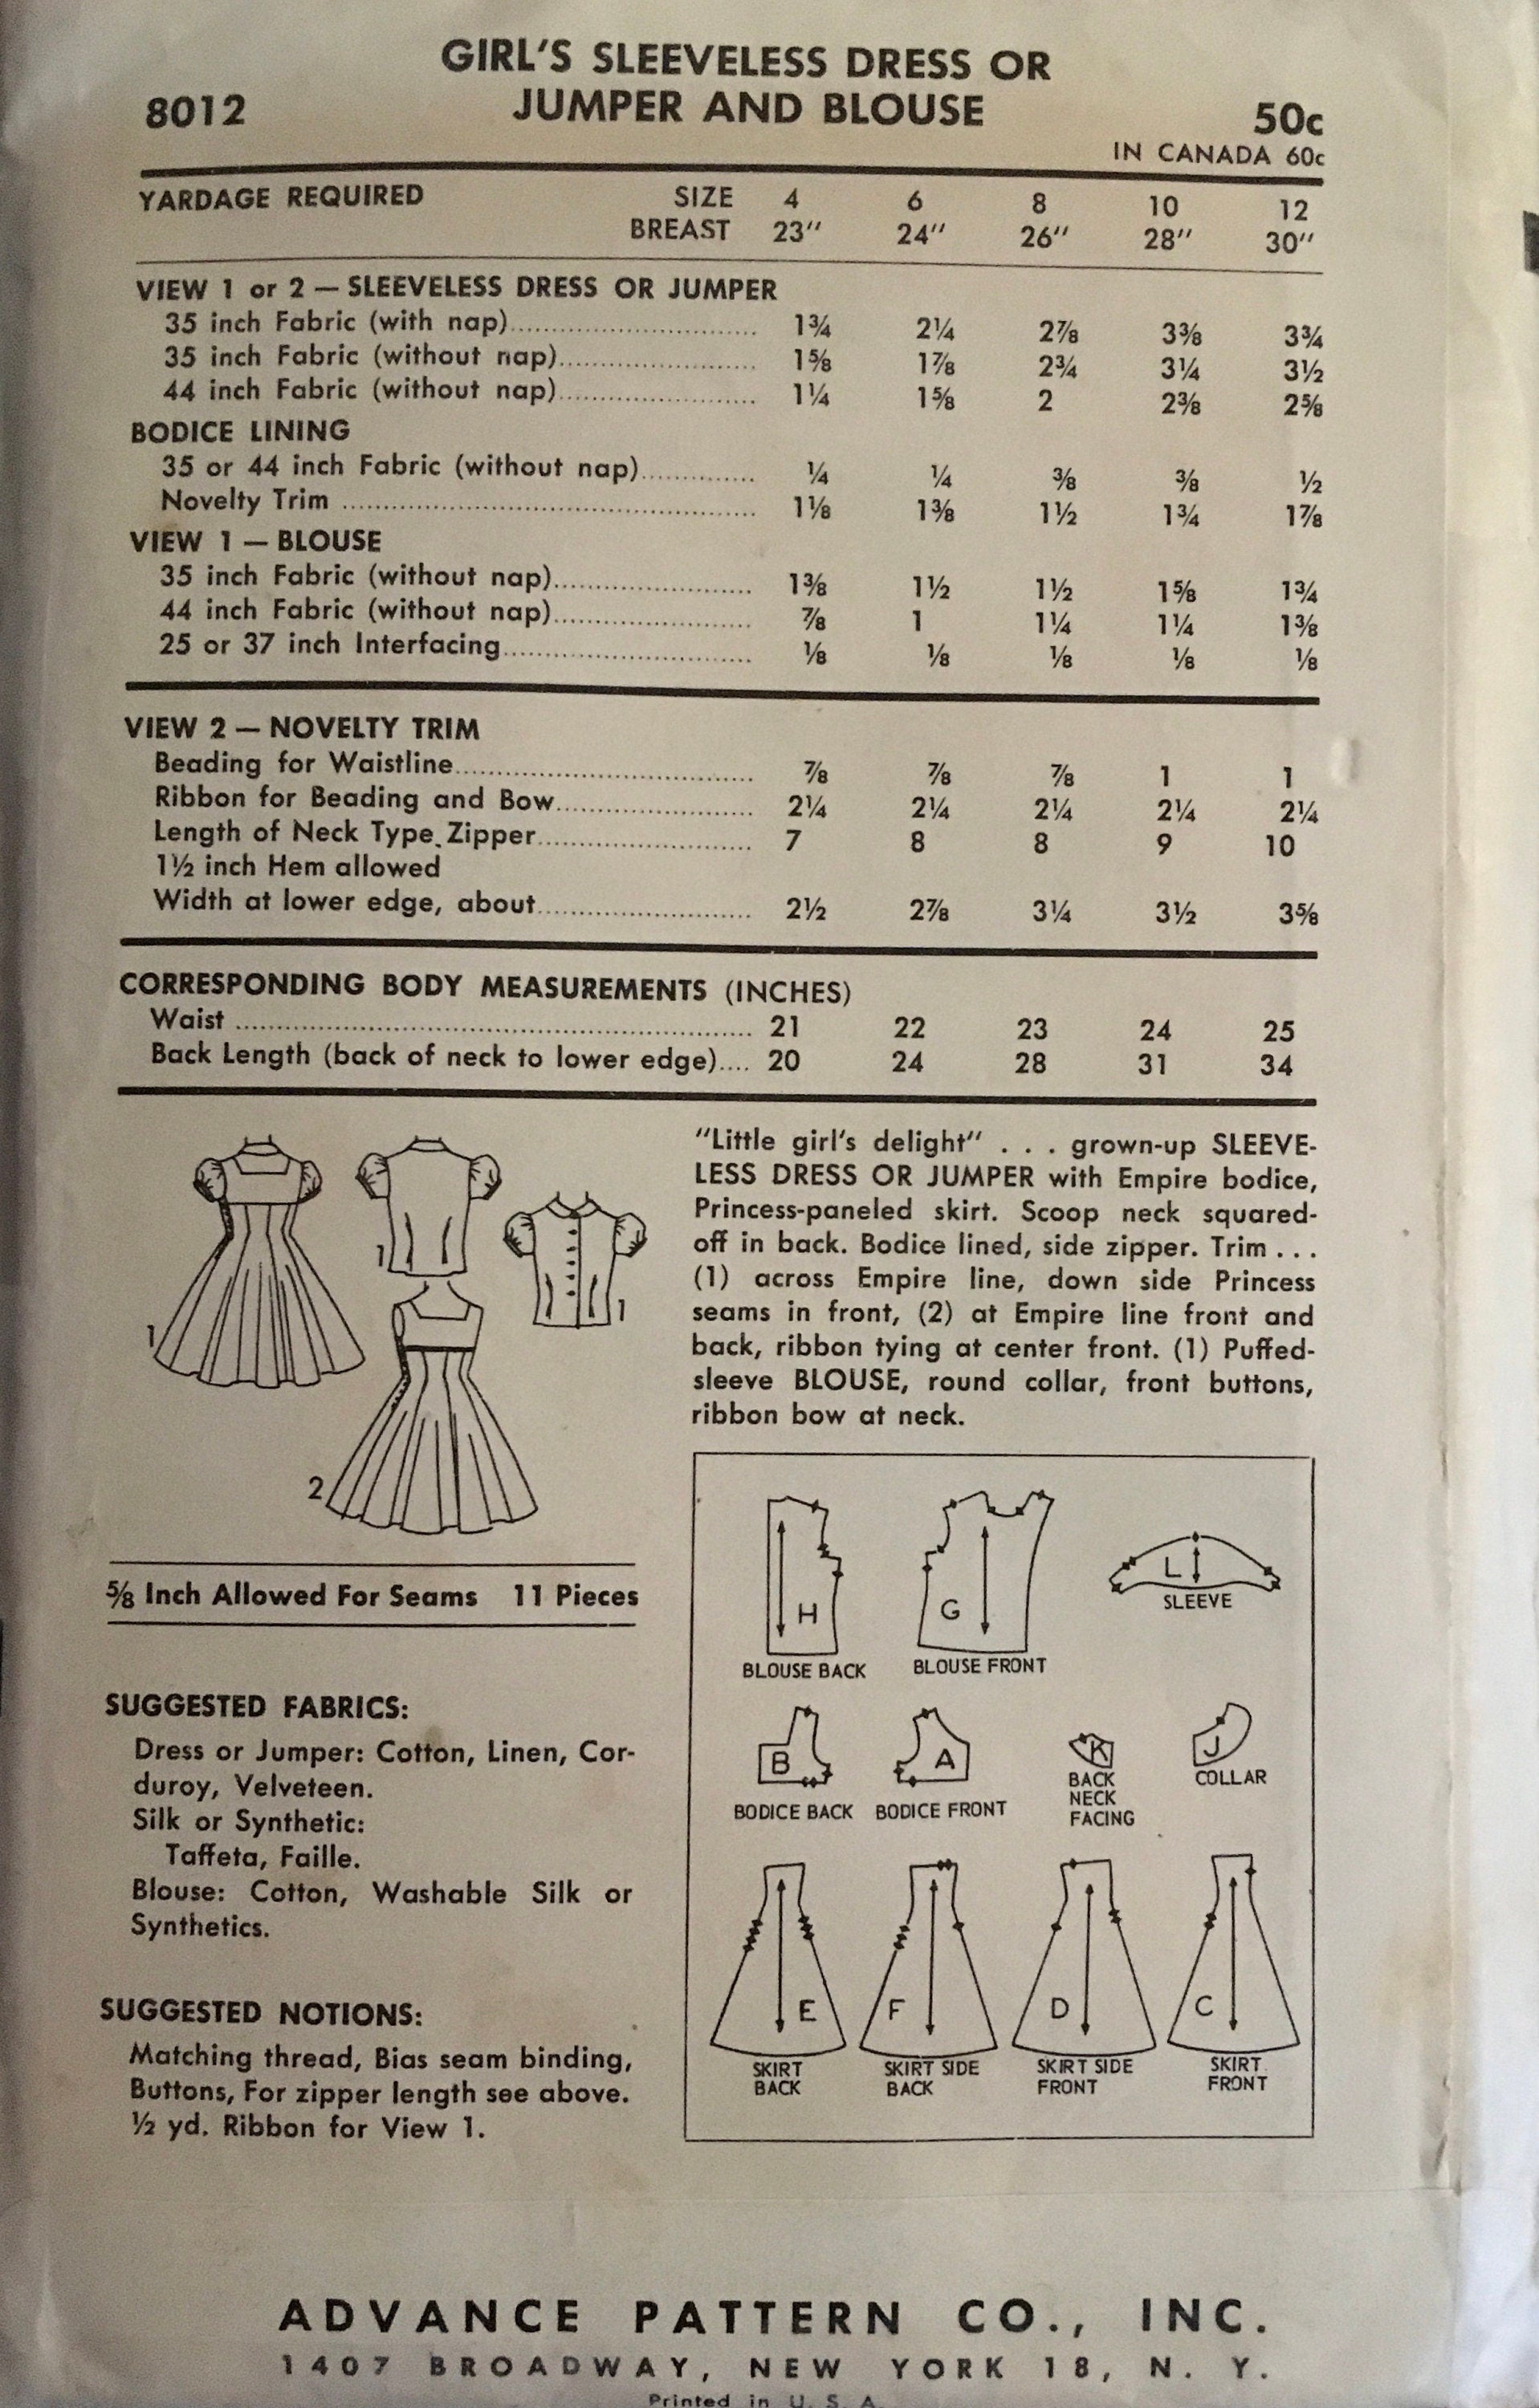 GIRL'S SLEEVELESS DRESS OR
JUMPER AND BLOUSE
8012
50c
IN CANADA 60c
YARDAGE REQUIRED SIZE 4 6 8 10 12
BREAST 23" 24" 26" 28" 30"
VIEW 1 or 2 — SLEEVELESS DRESS OR JUMPER
35 inch Fabric (with nap) 1¾ 2¼ 2⅞ 3⅜ 3¾
35 inch Fabric (without nap) 1⅝ 1⅞ 2¾ 3¼ 3½
44 inch Fabric (without nap) 1¼ 1⅝ 2 2⅜ 2⅝
BODICE LINING
35 or 44 inch Fabric (without nap) ¼ ¼ ⅜ ⅜ ½
Novelty Trim 1⅛ 1⅜ 1½ 1¾ 1⅞
VIEW 1 — BLOUSE
35 inch Fabric (without nap) 1⅜ 1½ 1½ 1⅝ 1¾
44 inch Fabric (without nap) ⅞ 1 1¼ 1¼ 1⅜
25 or 37 inch Interfacing ⅛ ⅛ ⅛ ⅛ ⅛
VIEW 2 — NOVELTY TRIM
Beading for Waistline ⅞ ⅞ ⅞ 1 1
Ribbon for Beading and Bow 2¼ 2¼ 2¼ 2¼ 2¼
Length of Neck Type Zipper 7 8 8 9 10
1½ inch Hem allowed
Width at lower edge, about 2½ 2⅞ 3¼ 3½ 3⅝
CORRESPONDING BODY MEASUREMENTS (INCHES)
Waist 21 22 23 24 25
Back Length (back of neck to lower edge) 20 24 28 31 34
1
1
1
2
"Little girl's delight" . . . grown-up SLEEVE-
LESS DRESS OR JUMPER with Empire bodice,
Princess-paneled skirt. Scoop neck squared-
off in back. Bodice lined, side zipper. Trim . . .
(1) across Empire line, down side Princess
seams in front, (2) at Empire line front and
back, ribbon tying at center front. (1) Puffed-
sleeve BLOUSE, round collar, front buttons,
ribbon bow at neck.
⅝ Inch Allowed For Seams 11 Pieces
SUGGESTED FABRICS:
Dress or Jumper: Cotton, Linen, Cor-
duroy, Velveteen.
Silk or Synthetic:
Taffeta, Faille.
Blouse: Cotton, Washable Silk or
Synthetics.
SUGGESTED NOTIONS:
Matching thread, Bias seam binding,
Buttons, For zipper length see above.
½ yd. Ribbon for View 1.
H
BLOUSE BACK
G
BLOUSE FRONT
L
SLEEVE
B
BODICE BACK
A
BODICE FRONT
K
BACK
NECK
FACING
J
COLLAR
E
SKIRT
BACK
F
SKIRT SIDE
BACK
D
SKIRT SIDE
FRONT
C
SKIRT
FRONT
ADVANCE PATTERN CO., INC.
1407 BROADWAY, NEW YORK 18, N. Y.
Printed in U. S. A.